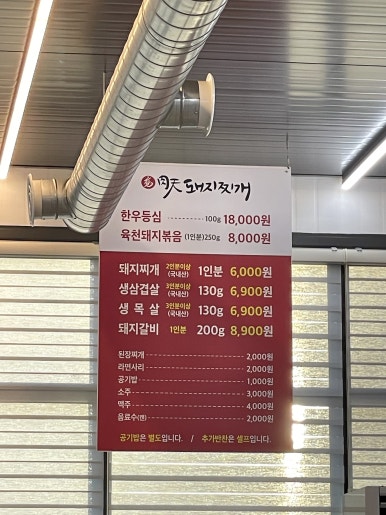 肉天 돼지찌개
한우등심 100g 18,000원
육천돼지볶음 (1인분)250g 8,000원
돼지찌개 2인분이상 (국내산) 1인분 6,000원
생삼겹살 3인분이상 (국내산) 130g 6,900원
생목살 3인분이상 (국내산) 130g 6,900원
돼지갈비 1인분 200g 8,900원
된장찌개 2,000원
라면사리 2,000원
공기밥 1,000원
소주 3,000원
맥주 4,000원
음료수(캔) 2,000원
공기밥은 별도입니다. / 추가반찬은 셀프입니다.